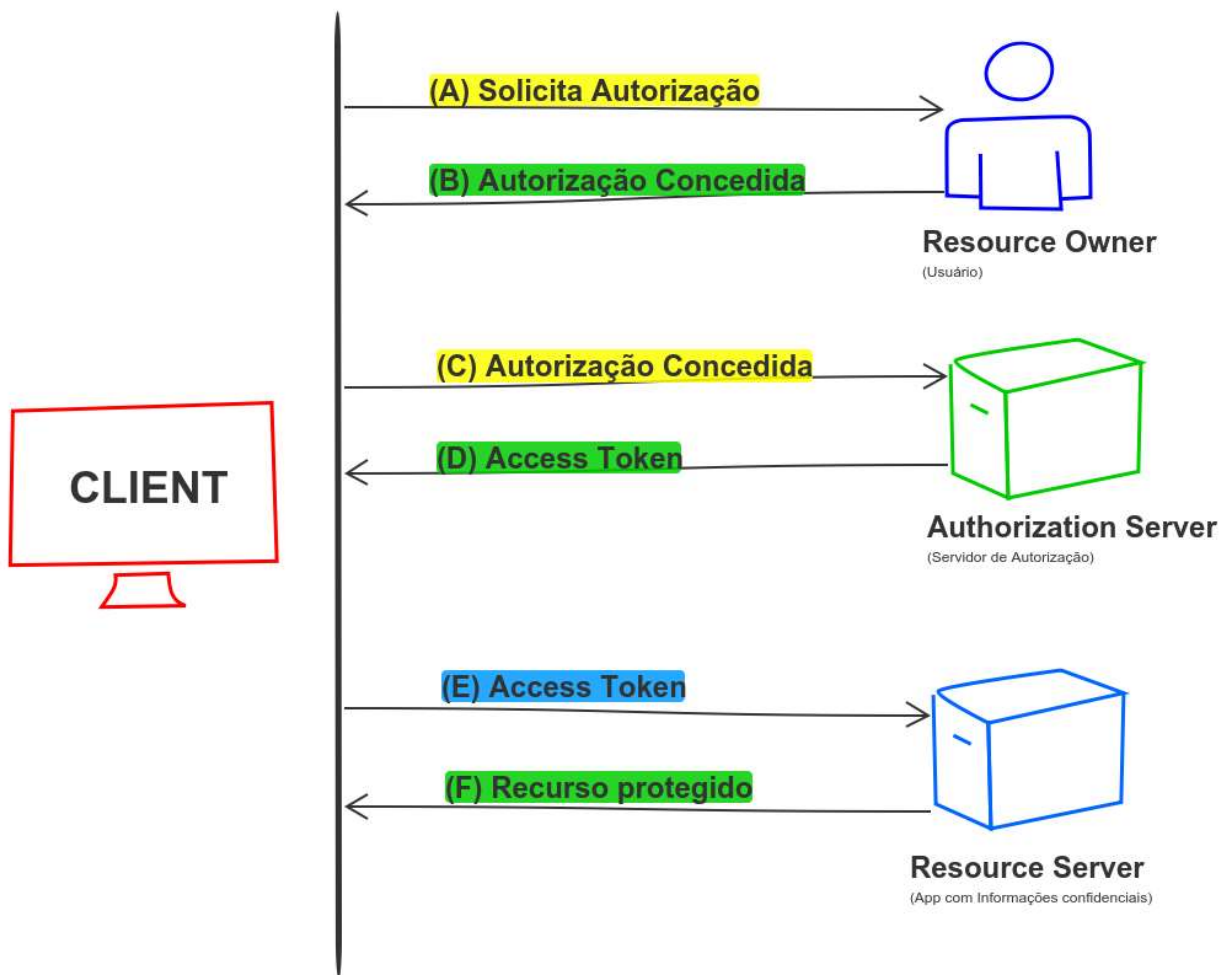 (A) Solicita Autorização
(B) Autorização Concedida
Resource Owner
(Usuário)
(C) Autorização Concedida
CLIENT
(D) Access Token
Authorization Server
(Servidor de Autorização)
(E) Access Token
(F) Recurso protegido
Resource Server
(App com Informações confidenciais)